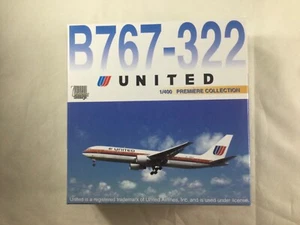 B767-322
UNITED
1/400 PREMIERE COLLECTION
UNITED
United is a registered trademark of United Airlines, Inc. and is used under license.